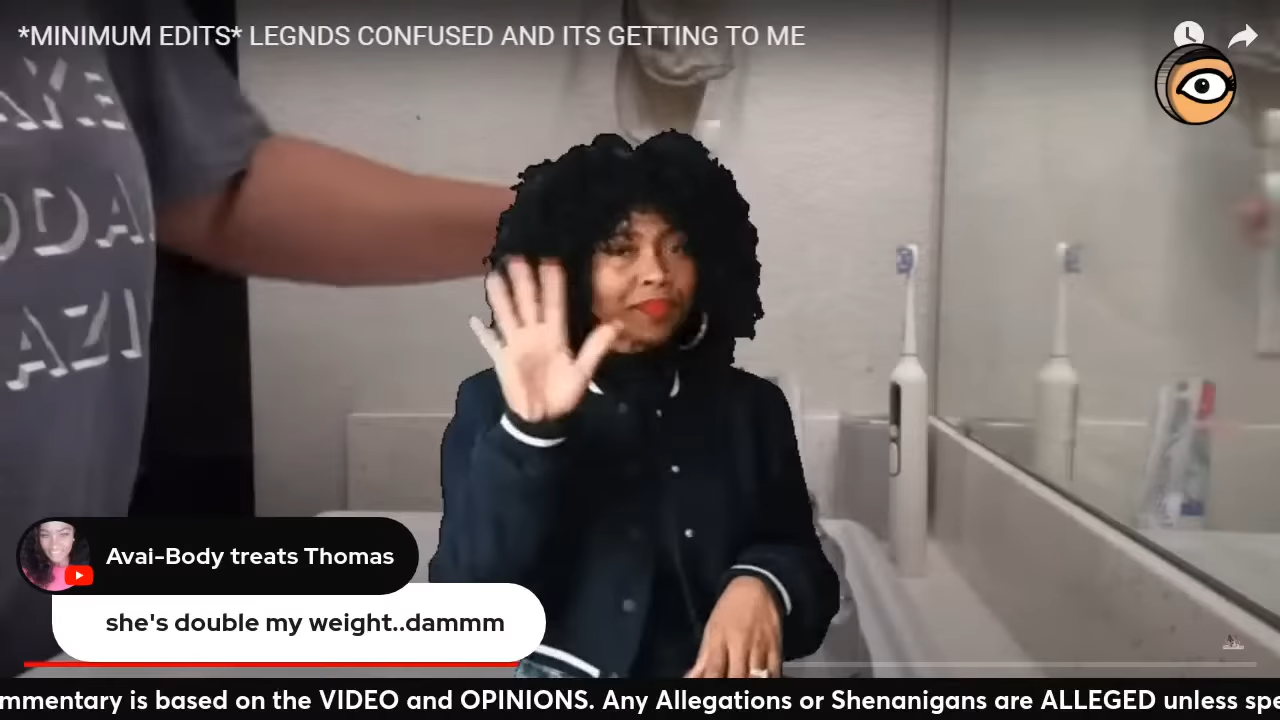 *MINIMUM EDITS* LEGNDS CONFUSED AND ITS GETTING TO ME
Avai-Body treats Thomas
she's double my weight..dammm
mmentary is based on the VIDEO and OPINIONS. Any Allegations or Shenanigans are ALLEGED unless spe